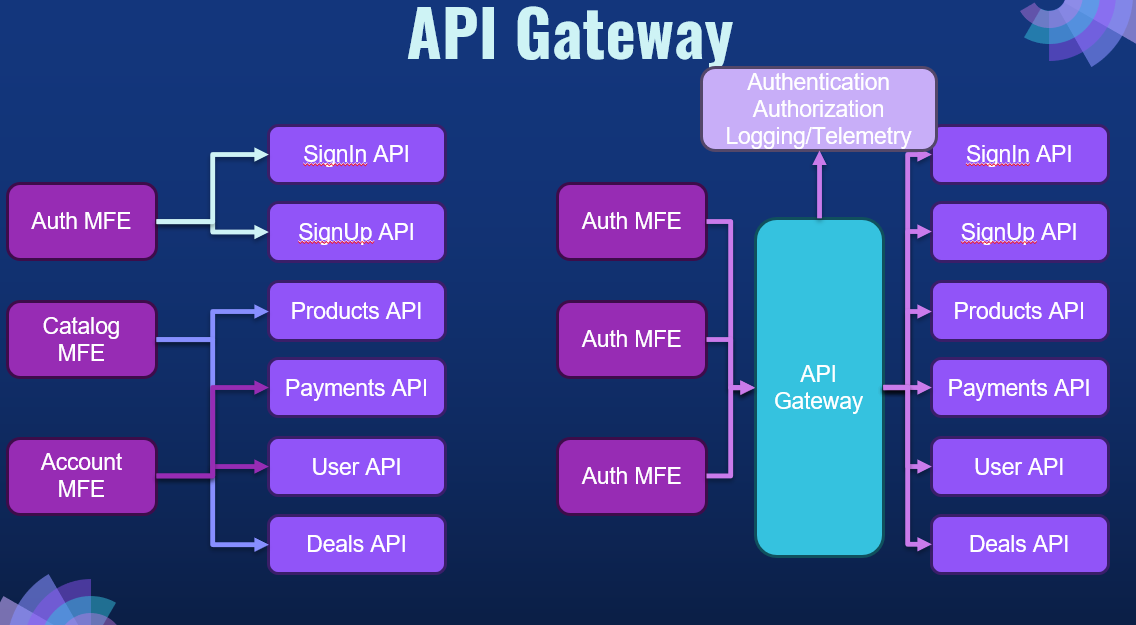 API Gateway
SignIn API
SignUp API
Auth MFE
Products API
Catalog
MFE
Payments API
Account
MFE
User API
Deals API
Authentication
Authorization
Logging/Telemetry
Auth MFE
Auth MFE
Auth MFE
API
Gateway
SignIn API
SignUp API
Products API
Payments API
User API
Deals API